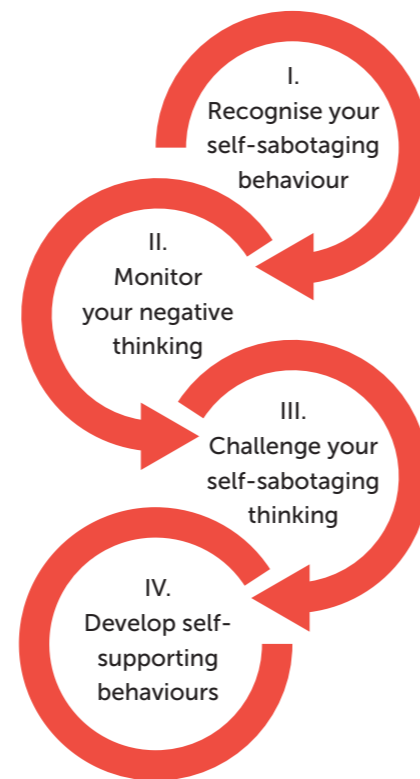 I.
Recognise your
self-sabotaging
behaviour
II.
Monitor
your negative
thinking
III.
Challenge your
self-sabotaging
thinking
IV.
Develop self-
supporting
behaviours